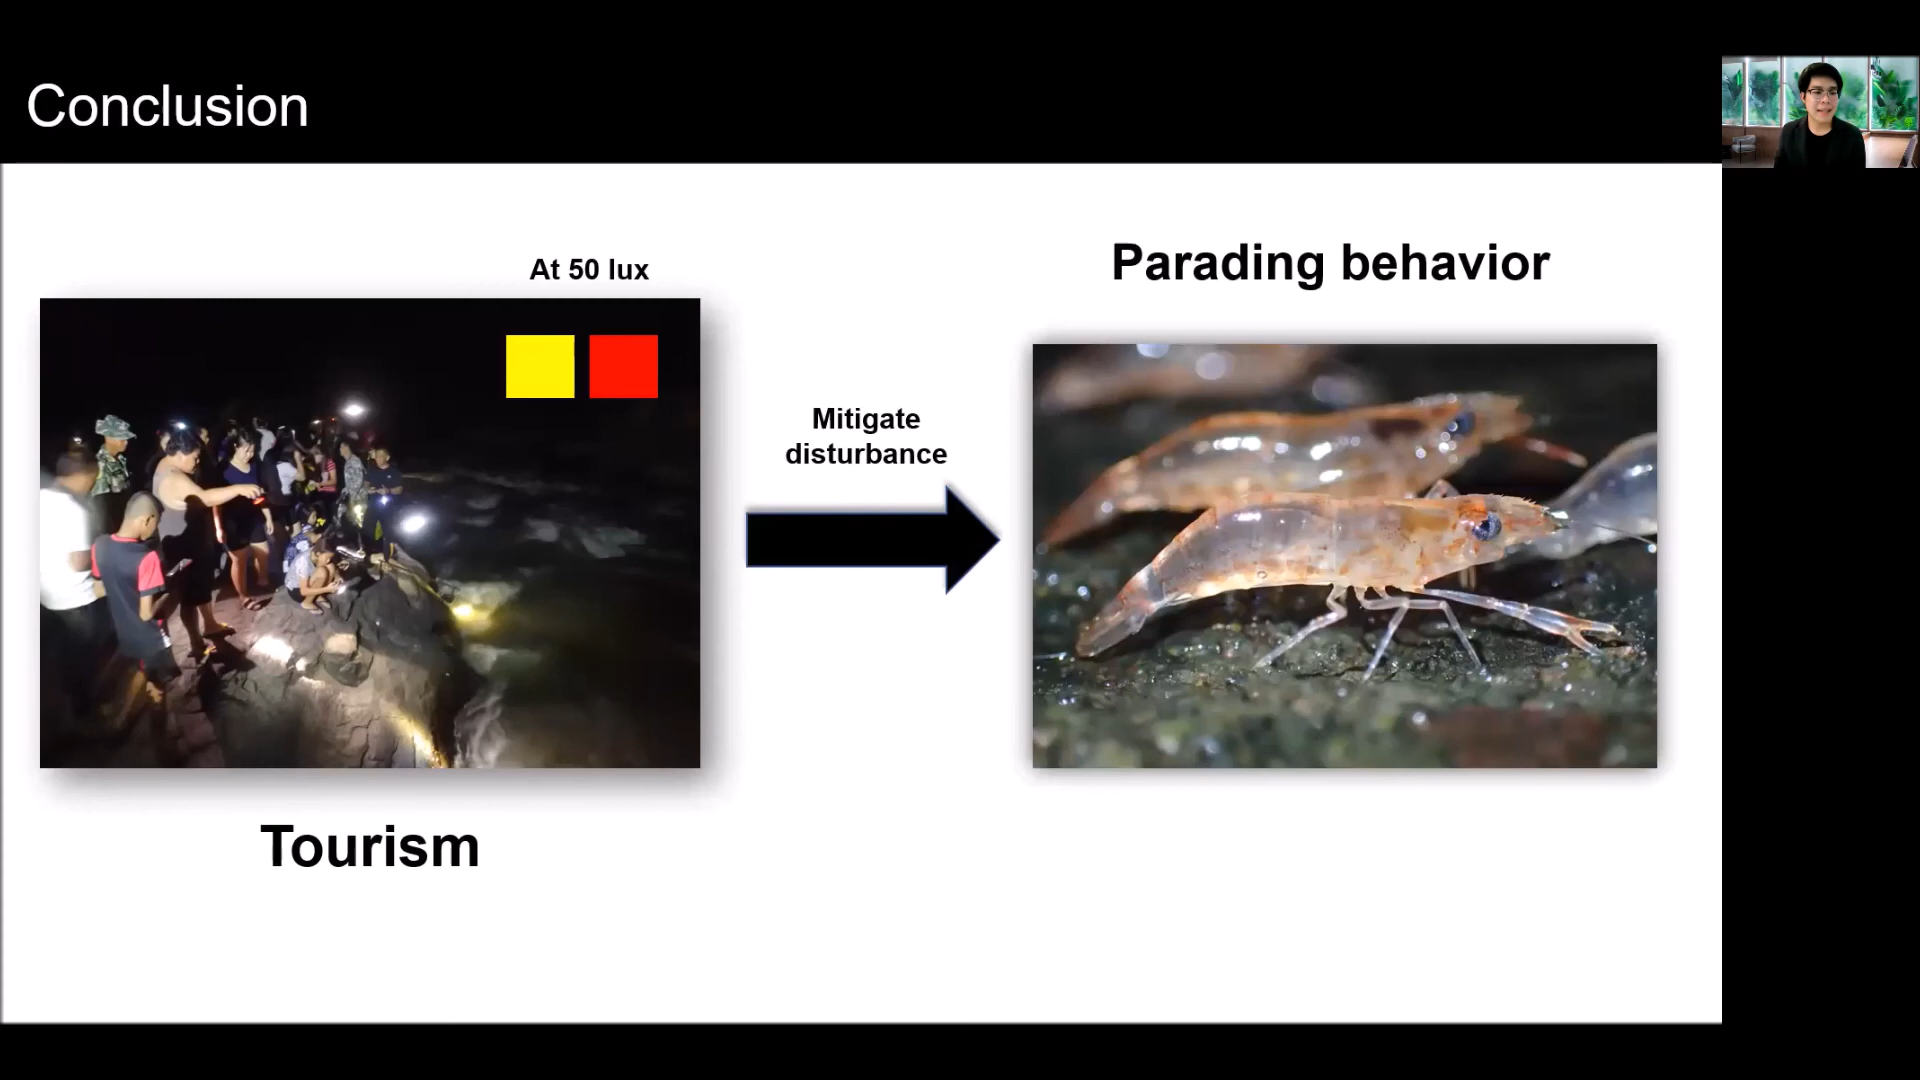 Conclusion
At 50 lux
Parading behavior
Mitigate
disturbance
Tourism